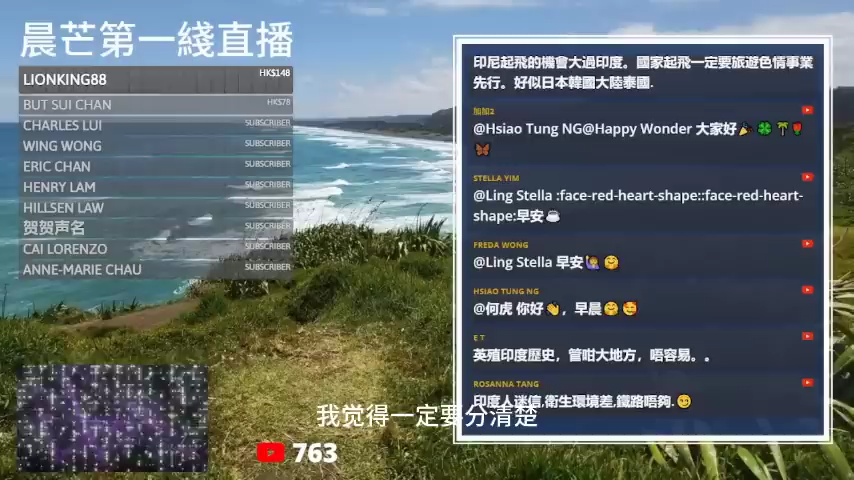 晨芒第一綫直播
LIONKING88 HK$148
BUT SUI CHAN HK$78
CHARLES LUI SUBSCRIBER
WING WONG SUBSCRIBER
ERIC CHAN SUBSCRIBER
HENRY LAM SUBSCRIBER
HILLSEN LAW SUBSCRIBER
贺贺声名 SUBSCRIBER
CAI LORENZO SUBSCRIBER
ANNE-MARIE CHAU SUBSCRIBER
印尼起飛的機會大過印度。國家起飛一定要旅遊色情事業
先行。好似日本韓國大陸泰國.
加加2
@Hsiao Tung NG@Happy Wonder 大家好🎉🍀🌴🌹
🦋
STELLA YIM
@Ling Stella :face-red-heart-shape::face-red-heart-
shape:早安☕
FREDA WONG
@Ling Stella 早安🙋‍♀️🤗
HSIAO TUNG NG
@何虎 你好👋，早晨🤗🥰
E T
英殖印度歷史，管咁大地方，唔容易。。
ROSANNA TANG
印度人迷信,衛生環境差,鐵路唔夠.🤨
我觉得一定要分清楚
763